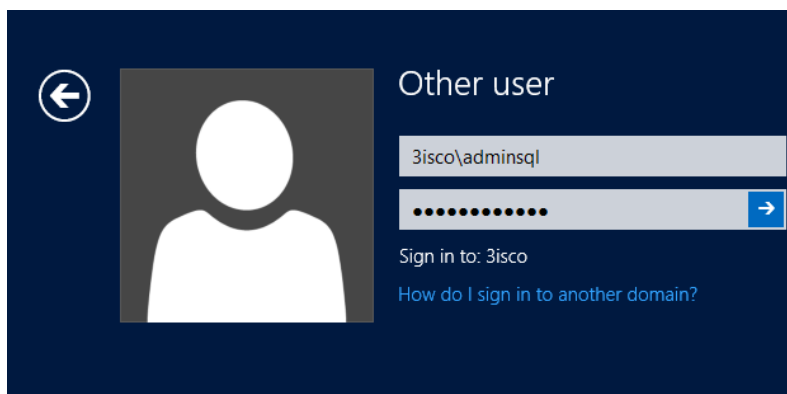 Other user
3isco\adminsql
••••••••••••
Sign in to: 3isco
How do I sign in to another domain?